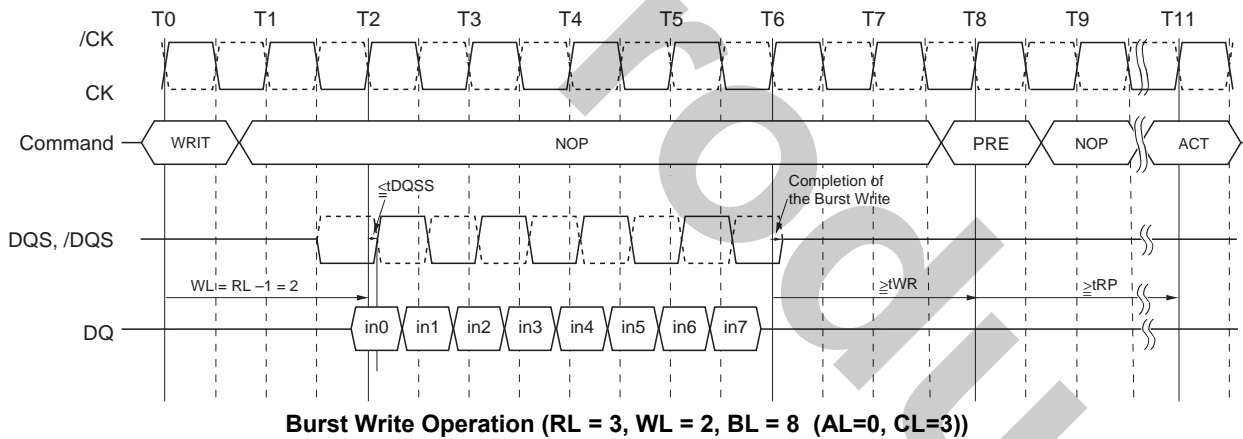 T0 T1 T2 T3 T4 T5 T6 T7 T8 T9 T11
/CK
CK
Command WRIT NOP PRE NOP ACT
≦tDQSS
Completion of
the Burst Write
DQS, /DQS
WL = RL –1 = 2
≧tWR
≧tRP
DQ in0 in1 in2 in3 in4 in5 in6 in7
Burst Write Operation (RL = 3, WL = 2, BL = 8 (AL=0, CL=3))
rodu